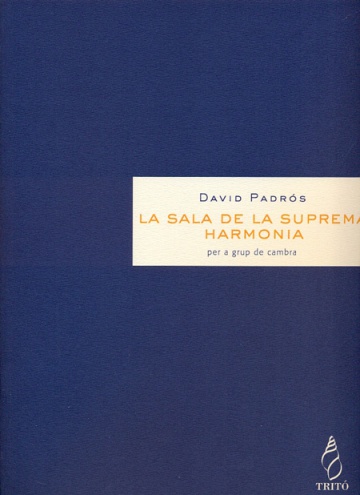 DAVID PADRÓS
LA SALA DE LA SUPREMA
HARMONIA
per a grup de cambra
TRITÓ